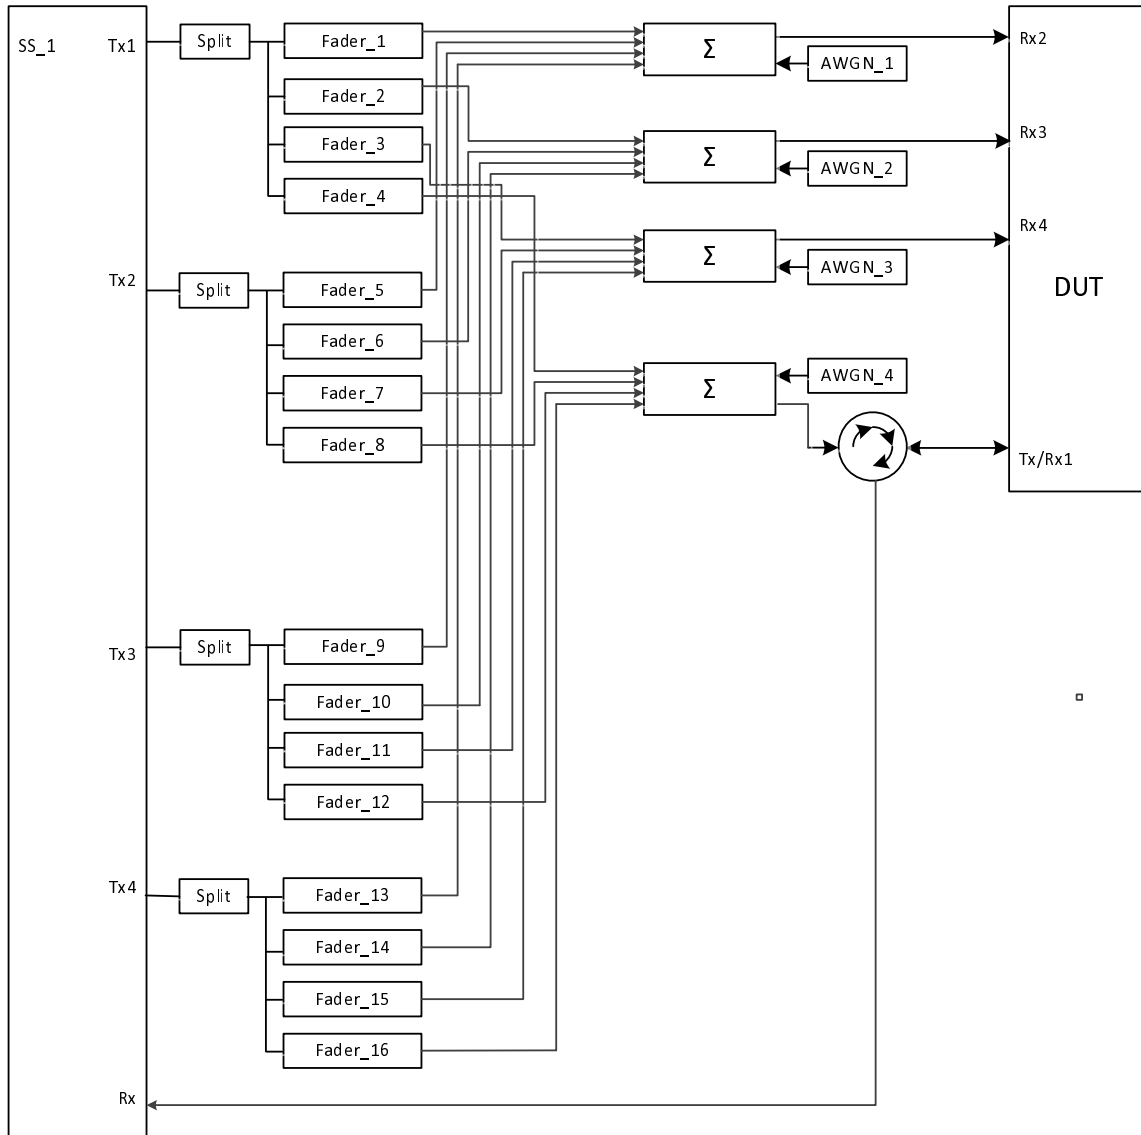 SS_1
Tx1
Split
Fader_1
Fader_2
Fader_3
Fader_4
Σ
AWGN_1
Rx2
Σ
AWGN_2
Rx3
Σ
AWGN_3
Rx4
DUT
Tx2
Split
Fader_5
Fader_6
Fader_7
Fader_8
Σ
AWGN_4
Tx/Rx1
Tx3
Split
Fader_9
Fader_10
Fader_11
Fader_12
Tx4
Split
Fader_13
Fader_14
Fader_15
Fader_16
Rx